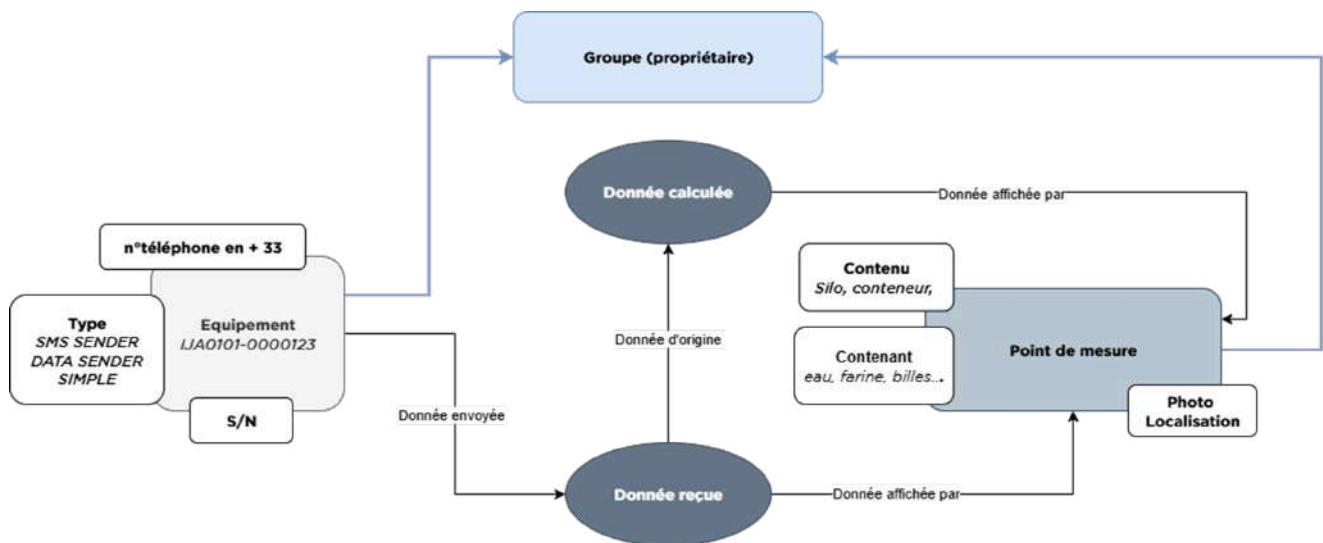 Groupe (propriétaire)
Donnée calculée
Donnée affichée par
n°téléphone en + 33
Contenu
Silo, conteneur,
Type
SMS SENDER
DATA SENDER
SIMPLE
Equipement
IJA0101-0000123
Donnée d'origine
Point de mesure
Contenant
eau, farine, billes...
S/N
Donnée envoyée
Photo
Localisation
Donnée reçue
Donnée affichée par